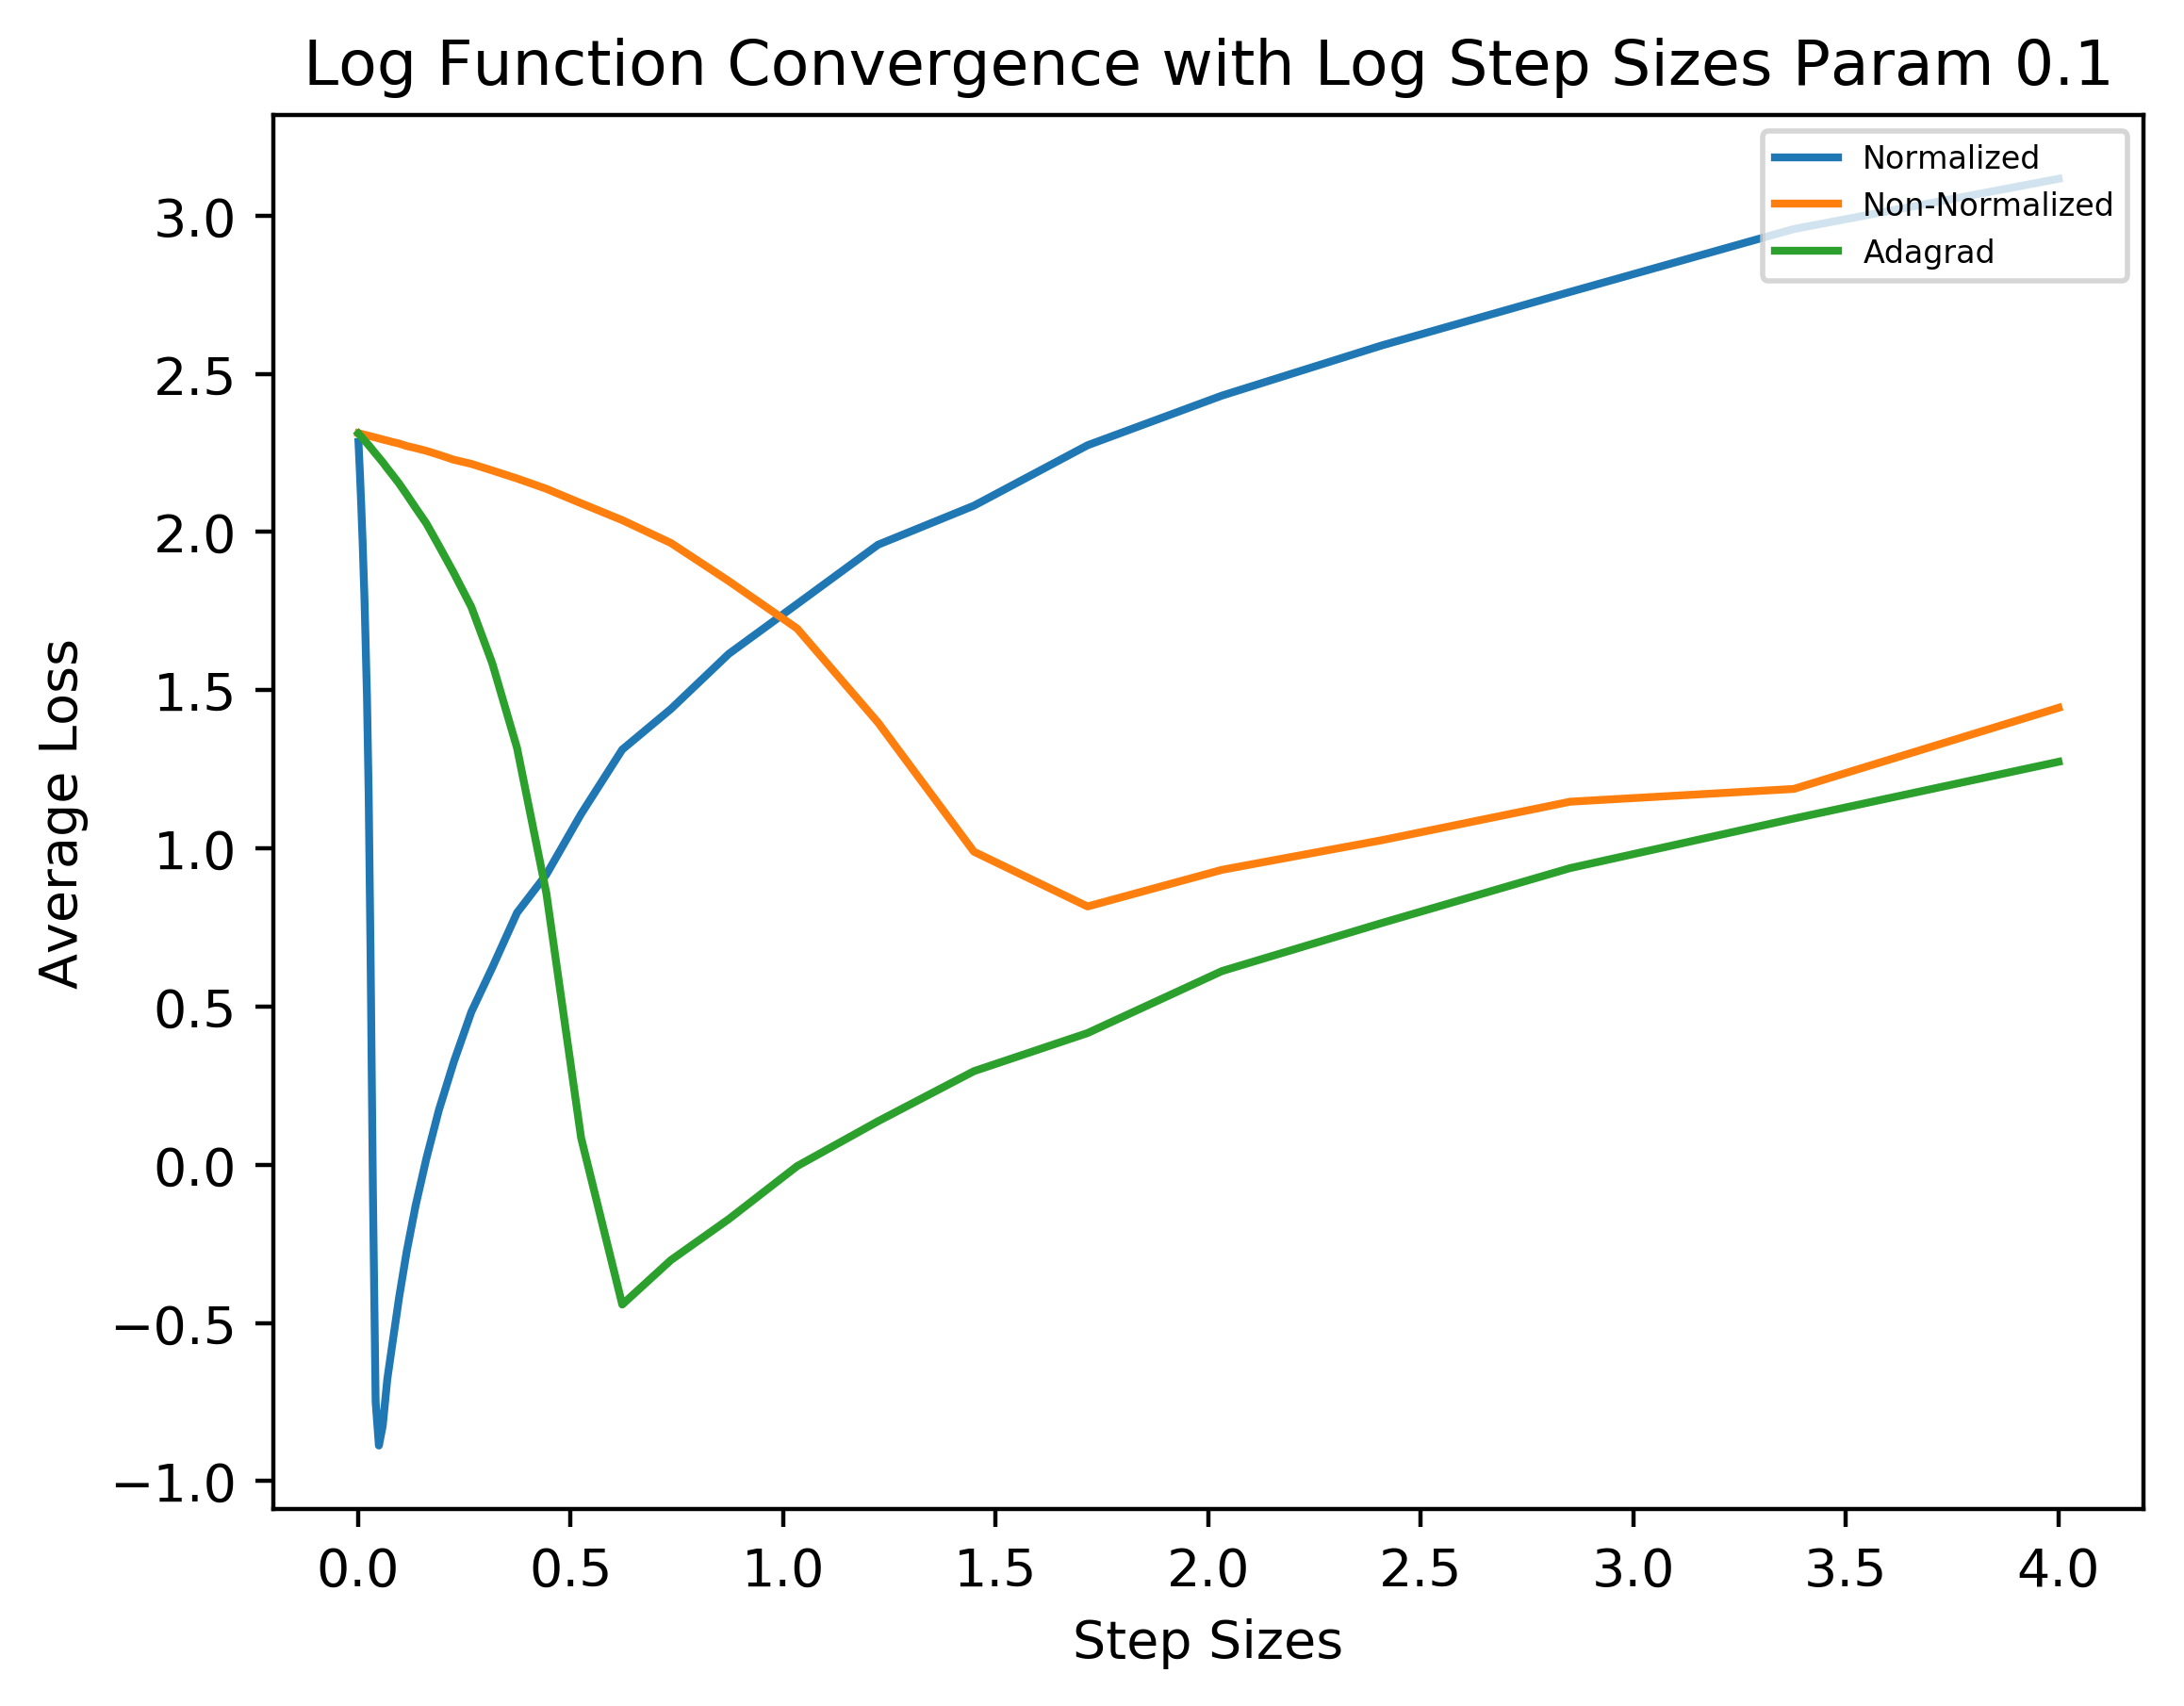 Log Function Convergence with Log Step Sizes Param 0.1
Normalized
Non-Normalized
Adagrad
3.0
2.5
2.0
1.5
1.0
0.5
0.0
−0.5
−1.0
Average Loss
0.0 0.5 1.0 1.5 2.0 2.5 3.0 3.5 4.0
Step Sizes